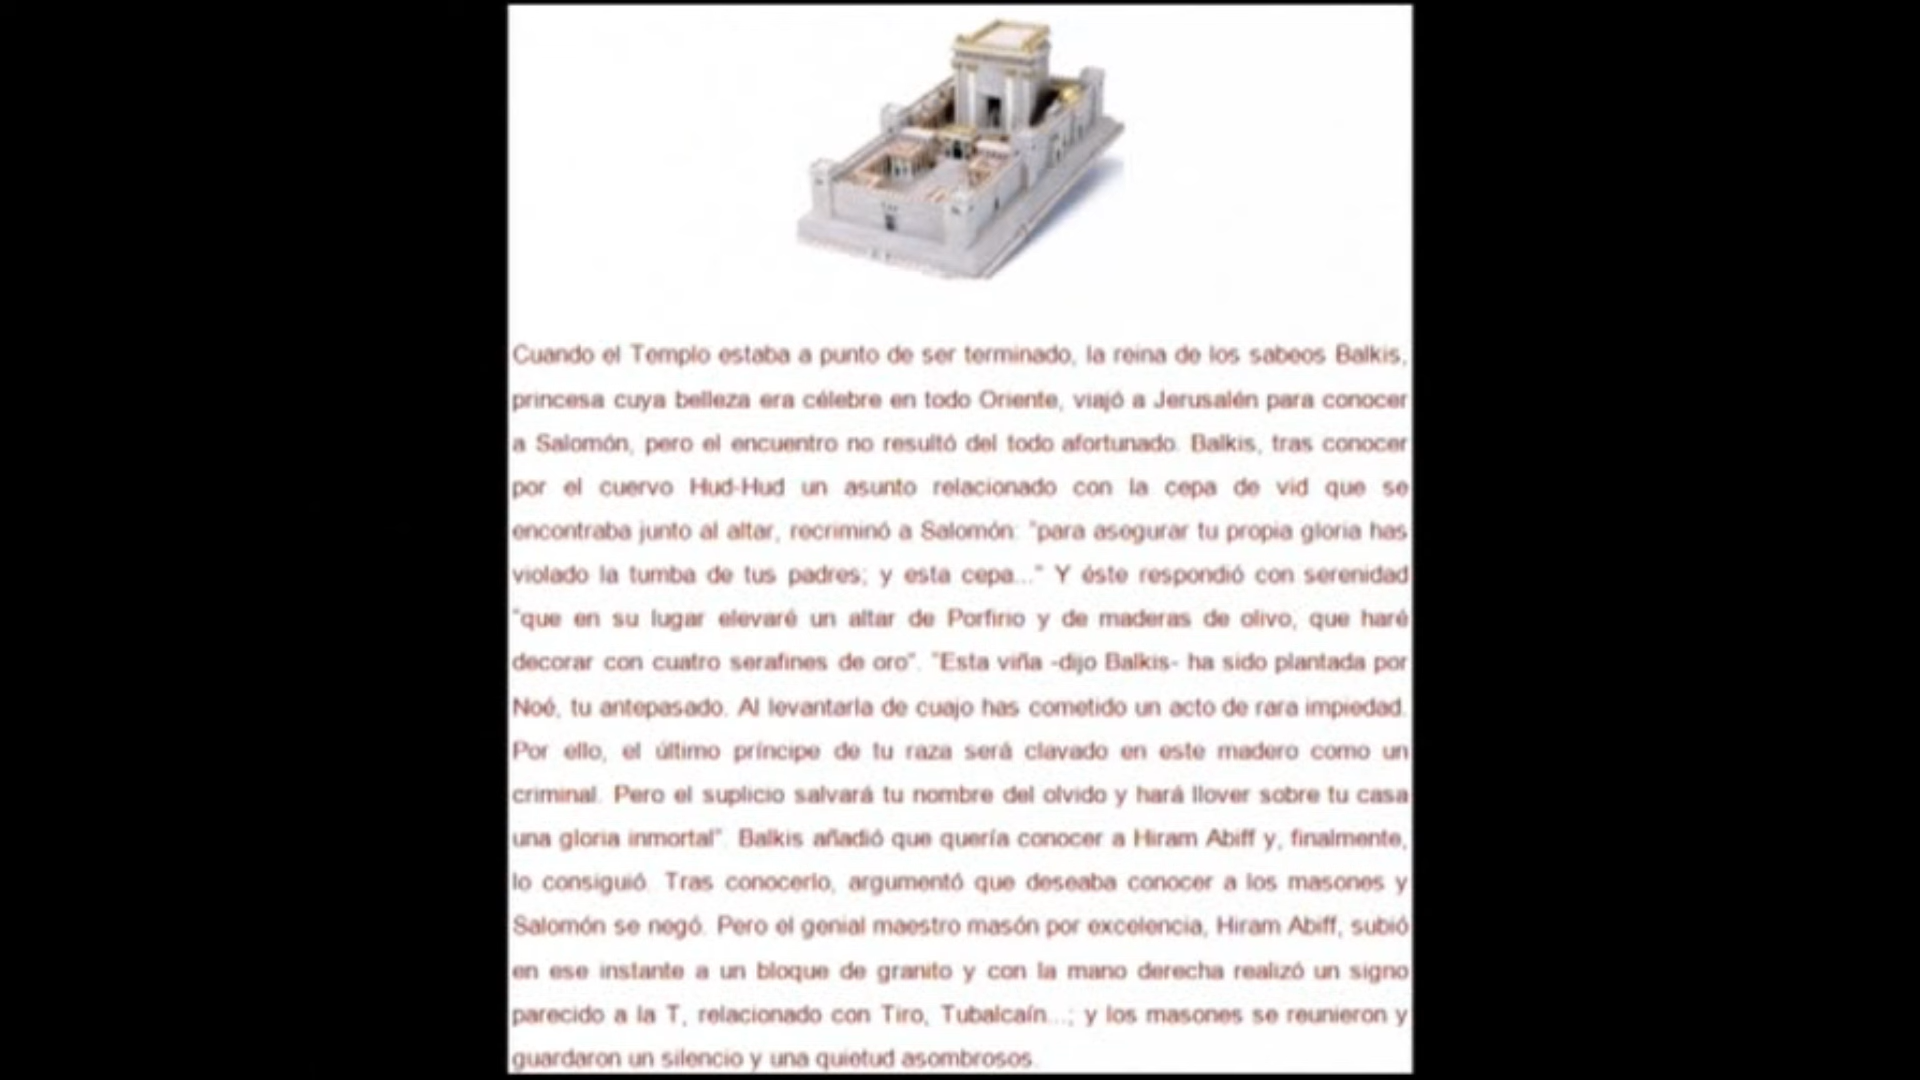 Cuando el Templo estaba a punto de ser terminado, la reina de los sabeos Balkis,
princesa cuya belleza era célebre en todo Oriente, viajó a Jerusalén para conocer
a Salomón, pero el encuentro no resultó del todo afortunado. Balkis, tras conocer
por el cuervo Hud-Hud un asunto relacionado con la cepa de vid que se
encontraba junto al altar, recriminó a Salomón: "para asegurar tu propia gloria has
violado la tumba de tus padres; y esta cepa..." Y éste respondió con serenidad
"que en su lugar elevaré un altar de Porfirio y de maderas de olivo, que haré
decorar con cuatro serafines de oro". "Esta viña -dijo Balkis- ha sido plantada por
Noé, tu antepasado. Al levantarla de cuajo has cometido un acto de rara impiedad.
Por ello, el último príncipe de tu raza será clavado en este madero como un
criminal. Pero el suplicio salvará tu nombre del olvido y hará llover sobre tu casa
una gloria inmortal". Balkis añadió que quería conocer a Hiram Abiff y, finalmente,
lo consiguió. Tras conocerlo, argumentó que deseaba conocer a los masones y
Salomón se negó. Pero el genial maestro masón por excelencia, Hiram Abiff, subió
en ese instante a un bloque de granito y con la mano derecha realizó un signo
parecido a la T, relacionado con Tiro, Tubalcaín...; y los masones se reunieron y
guardaron un silencio y una quietud asombrosos.